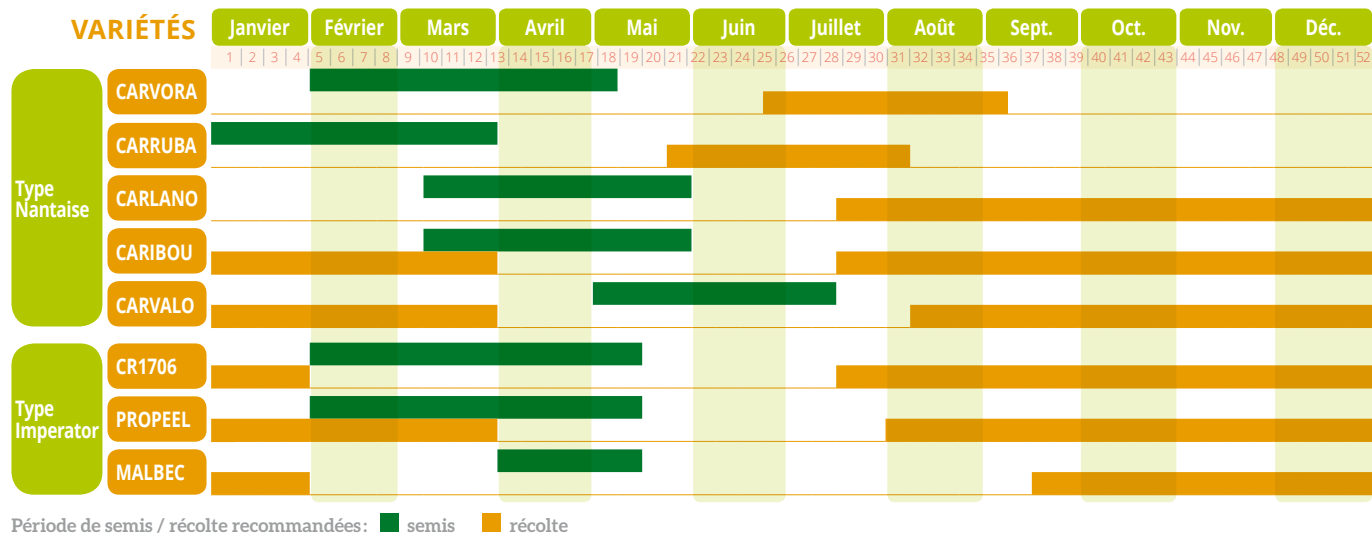 VARIÉTÉS Janvier Février Mars Avril Mai Juin Juillet Août Sept. Oct. Nov. Déc.
1 2 3 4 5 6 7 8 9 10 11 12 13 14 15 16 17 18 19 20 21 22 23 24 25 26 27 28 29 30 31 32 33 34 35 36 37 38 39 40 41 42 43 44 45 46 47 48 49 50 51 52
Type
Nantaise
CARVORA
CARRUBA
CARLANO
CARIBOU
CARVALO
Type
Imperator
CR1706
PROPEEL
MALBEC
Période de semis / récolte recommandées : semis récolte